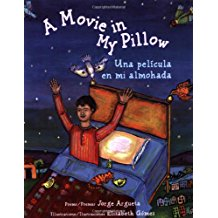 A Movie in
My Pillow
Una película
en mi almohada
Poems/Poemas Jorge Argueta
Illustrations/Ilustraciones Elizabeth Gómez